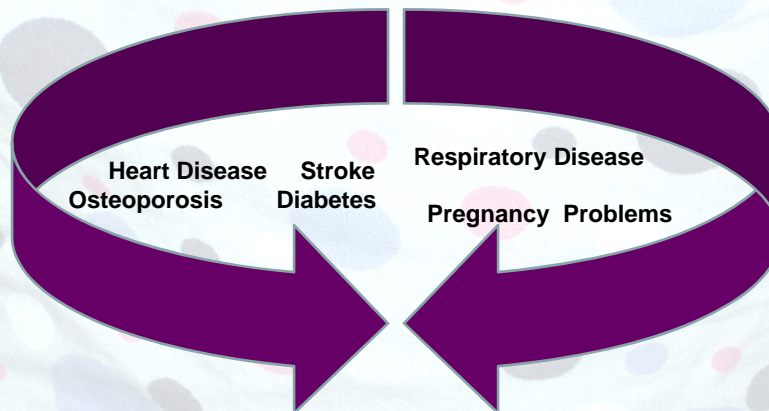 Heart Disease Stroke
Osteoporosis Diabetes
Respiratory Disease
Pregnancy Problems